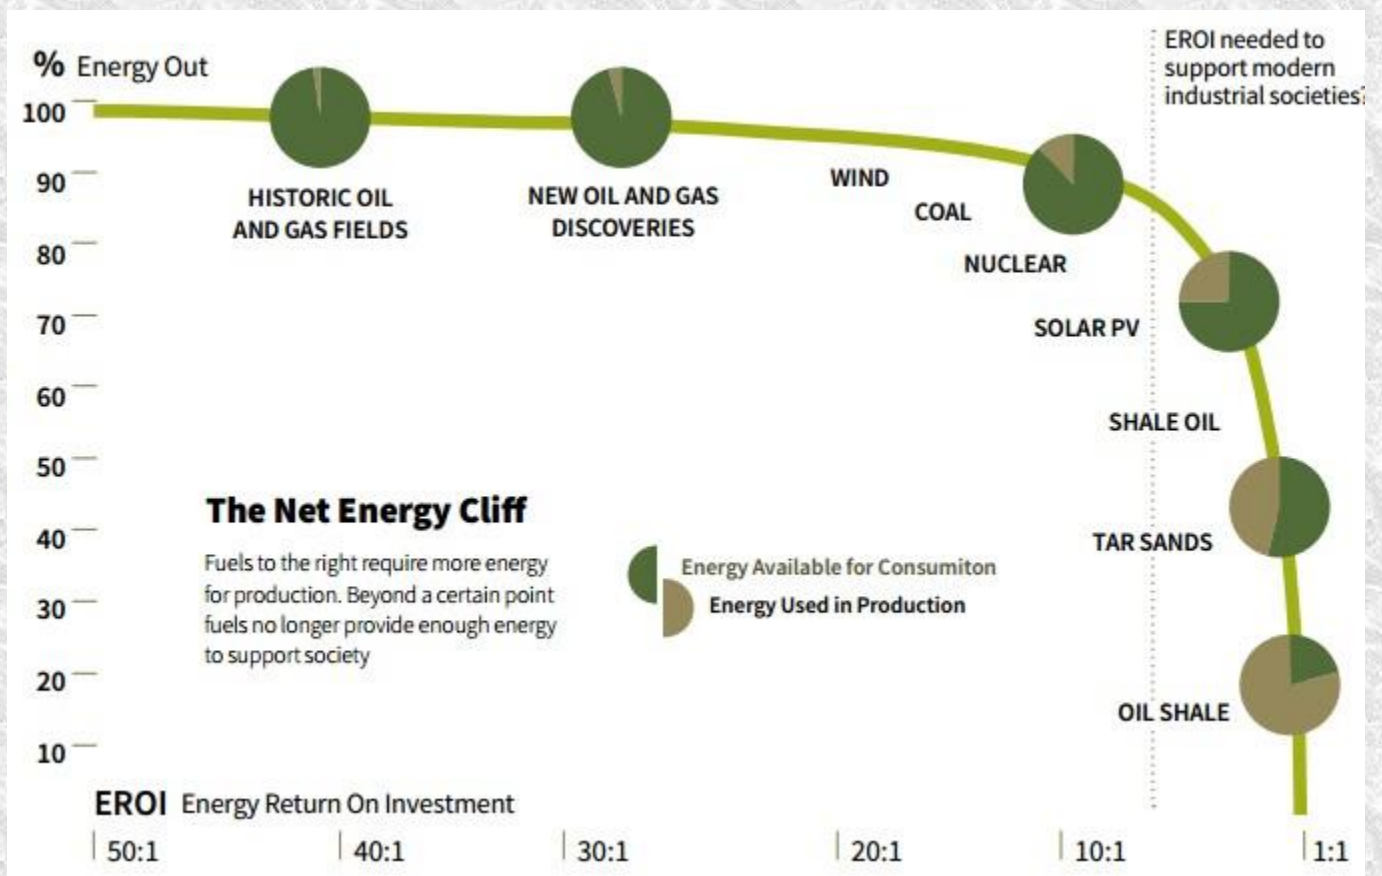 % Energy Out
EROI needed to
support modern
industrial societies?
100
90
80
70
60
50
40
30
20
10
HISTORIC OIL
AND GAS FIELDS
NEW OIL AND GAS
DISCOVERIES
WIND
COAL
NUCLEAR
SOLAR PV
SHALE OIL
TAR SANDS
OIL SHALE
The Net Energy Cliff
Fuels to the right require more energy
for production. Beyond a certain point
fuels no longer provide enough energy
to support society
Energy Available for Consumiton
Energy Used in Production
EROI Energy Return On Investment
50:1 40:1 30:1 20:1 10:1 1:1